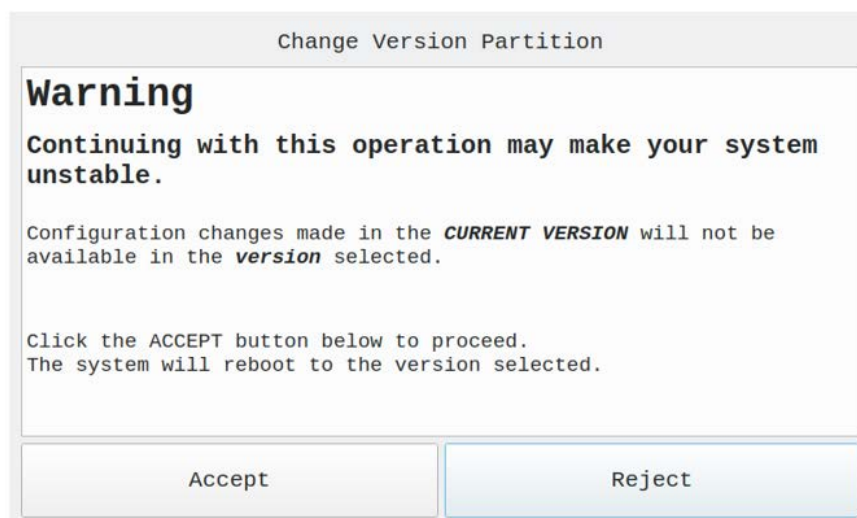 Change Version Partition
Warning
Continuing with this operation may make your system
unstable.
Configuration changes made in the CURRENT VERSION will not be
available in the version selected.
Click the ACCEPT button below to proceed.
The system will reboot to the version selected.
Accept
Reject